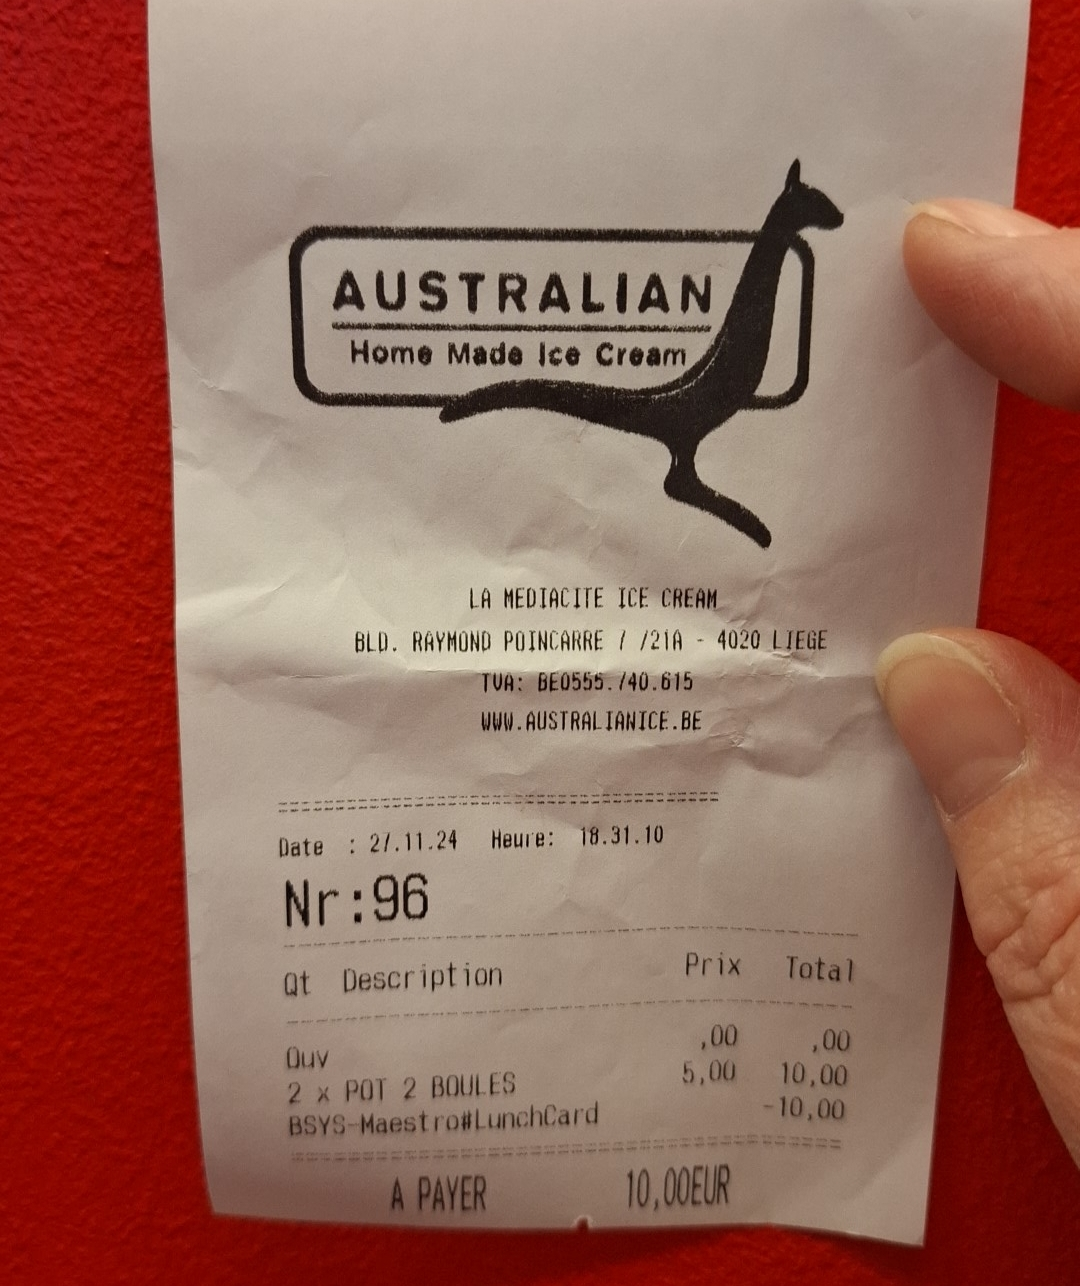 AUSTRALIAN
Home Made Ice Cream
LA MEDIACITE ICE CREAM
BLD. RAYMOND POINCARRE 7 /21A - 4020 LIEGE
TVA: BE0555.740.615
WWW.AUSTRALIANICE.BE
Date : 27.11.24 Heure: 18.31.10
Nr:96
Qt Description Prix Total
Ouv ,00 ,00
2 x POT 2 BOULES 5,00 10,00
BSYS-Maestro#LunchCard -10,00
A PAYER 10,00EUR